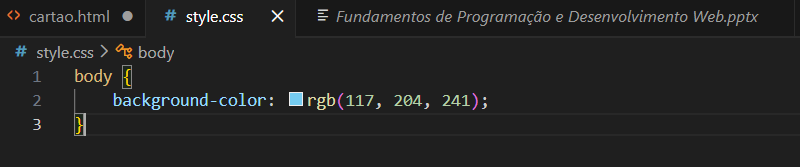 cartao.html
style.css
Fundamentos de Programação e Desenvolvimento Web.pptx
style.css > body
1 body {
2 background-color: rgb(117, 204, 241);
3 }